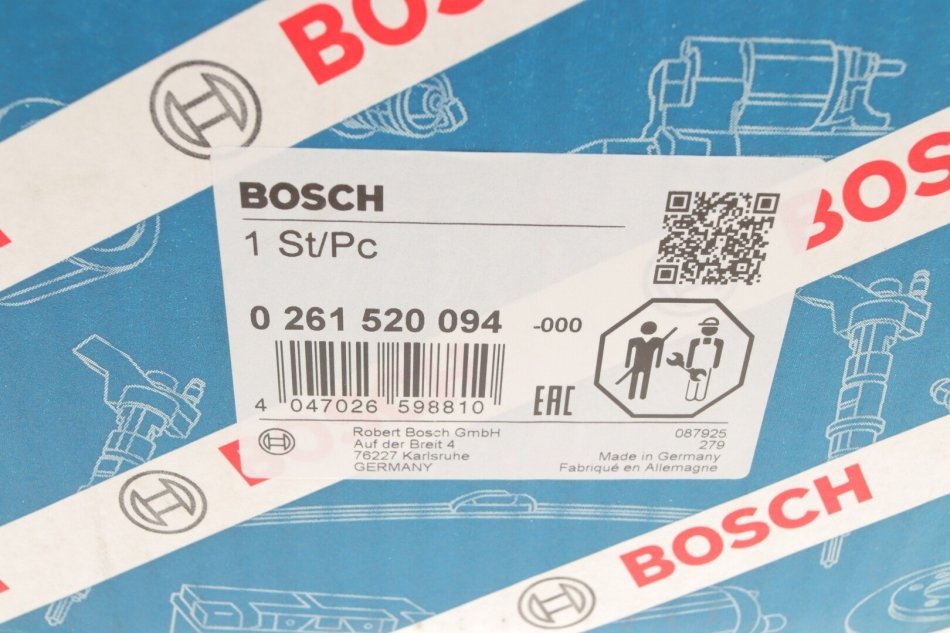 BOSCH
BOSCH
BOSCH
1 St/Pc
0 261 520 094 -000
4 047026 598810
EAC
Robert Bosch GmbH
Auf der Breit 4
76227 Karlsruhe
GERMANY
087925
279
Made in Germany
Fabriqué en Allemagne
BOSCH